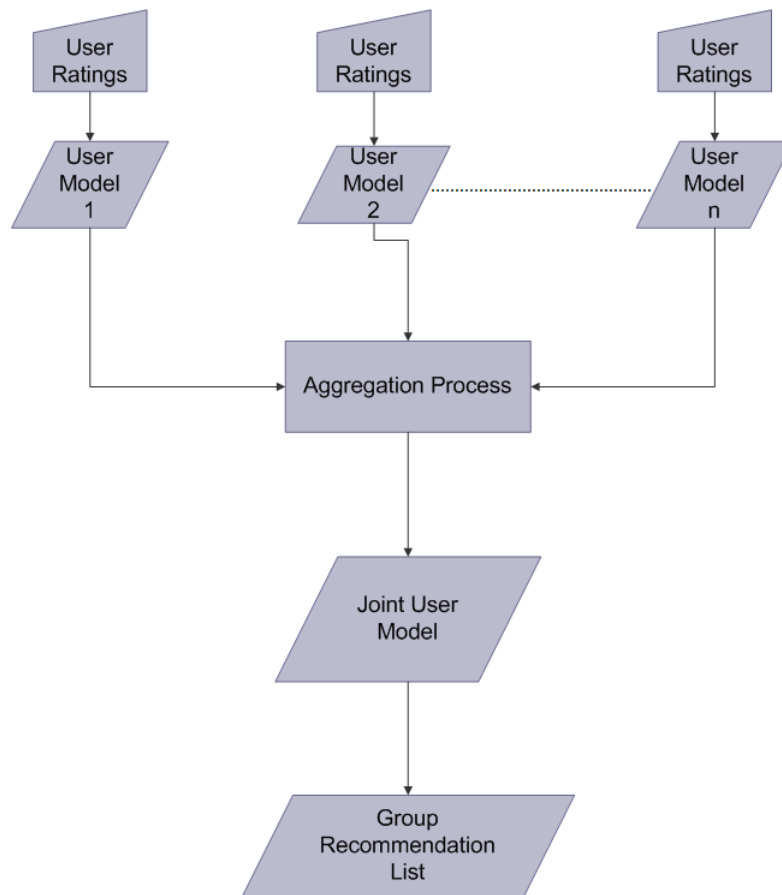 User
Ratings
User
Ratings
User
Ratings
User
Model
1
User
Model
2
User
Model
n
Aggregation Process
Joint User
Model
Group
Recommendation
List